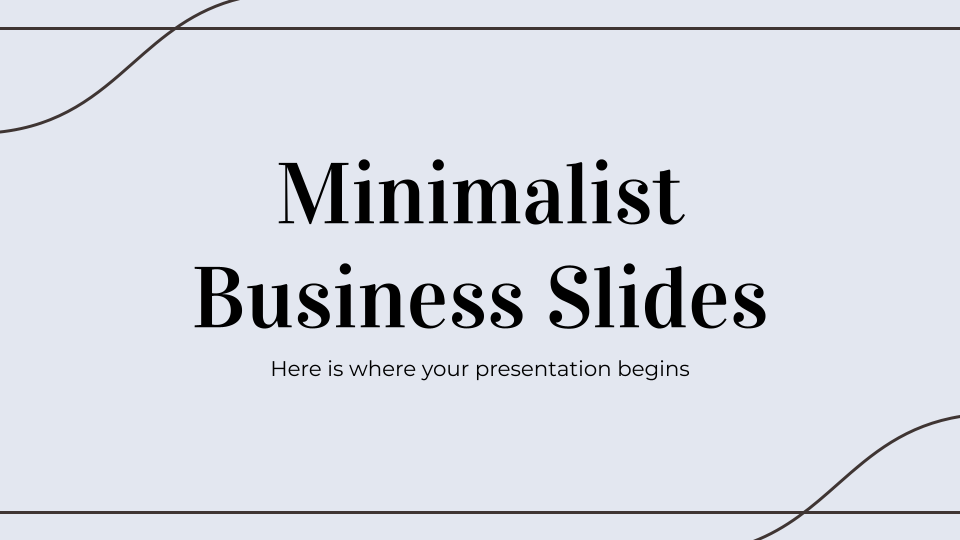 Minimalist
Business Slides
Here is where your presentation begins